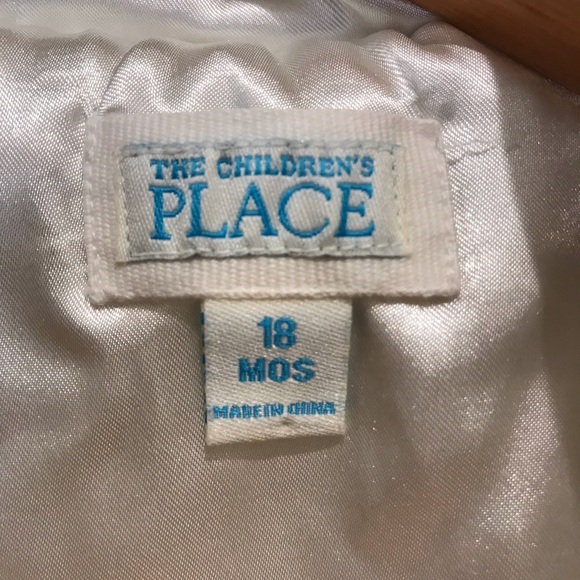 THE CHILDREN'S
PLACE
18
MOS
MADE IN CHINA